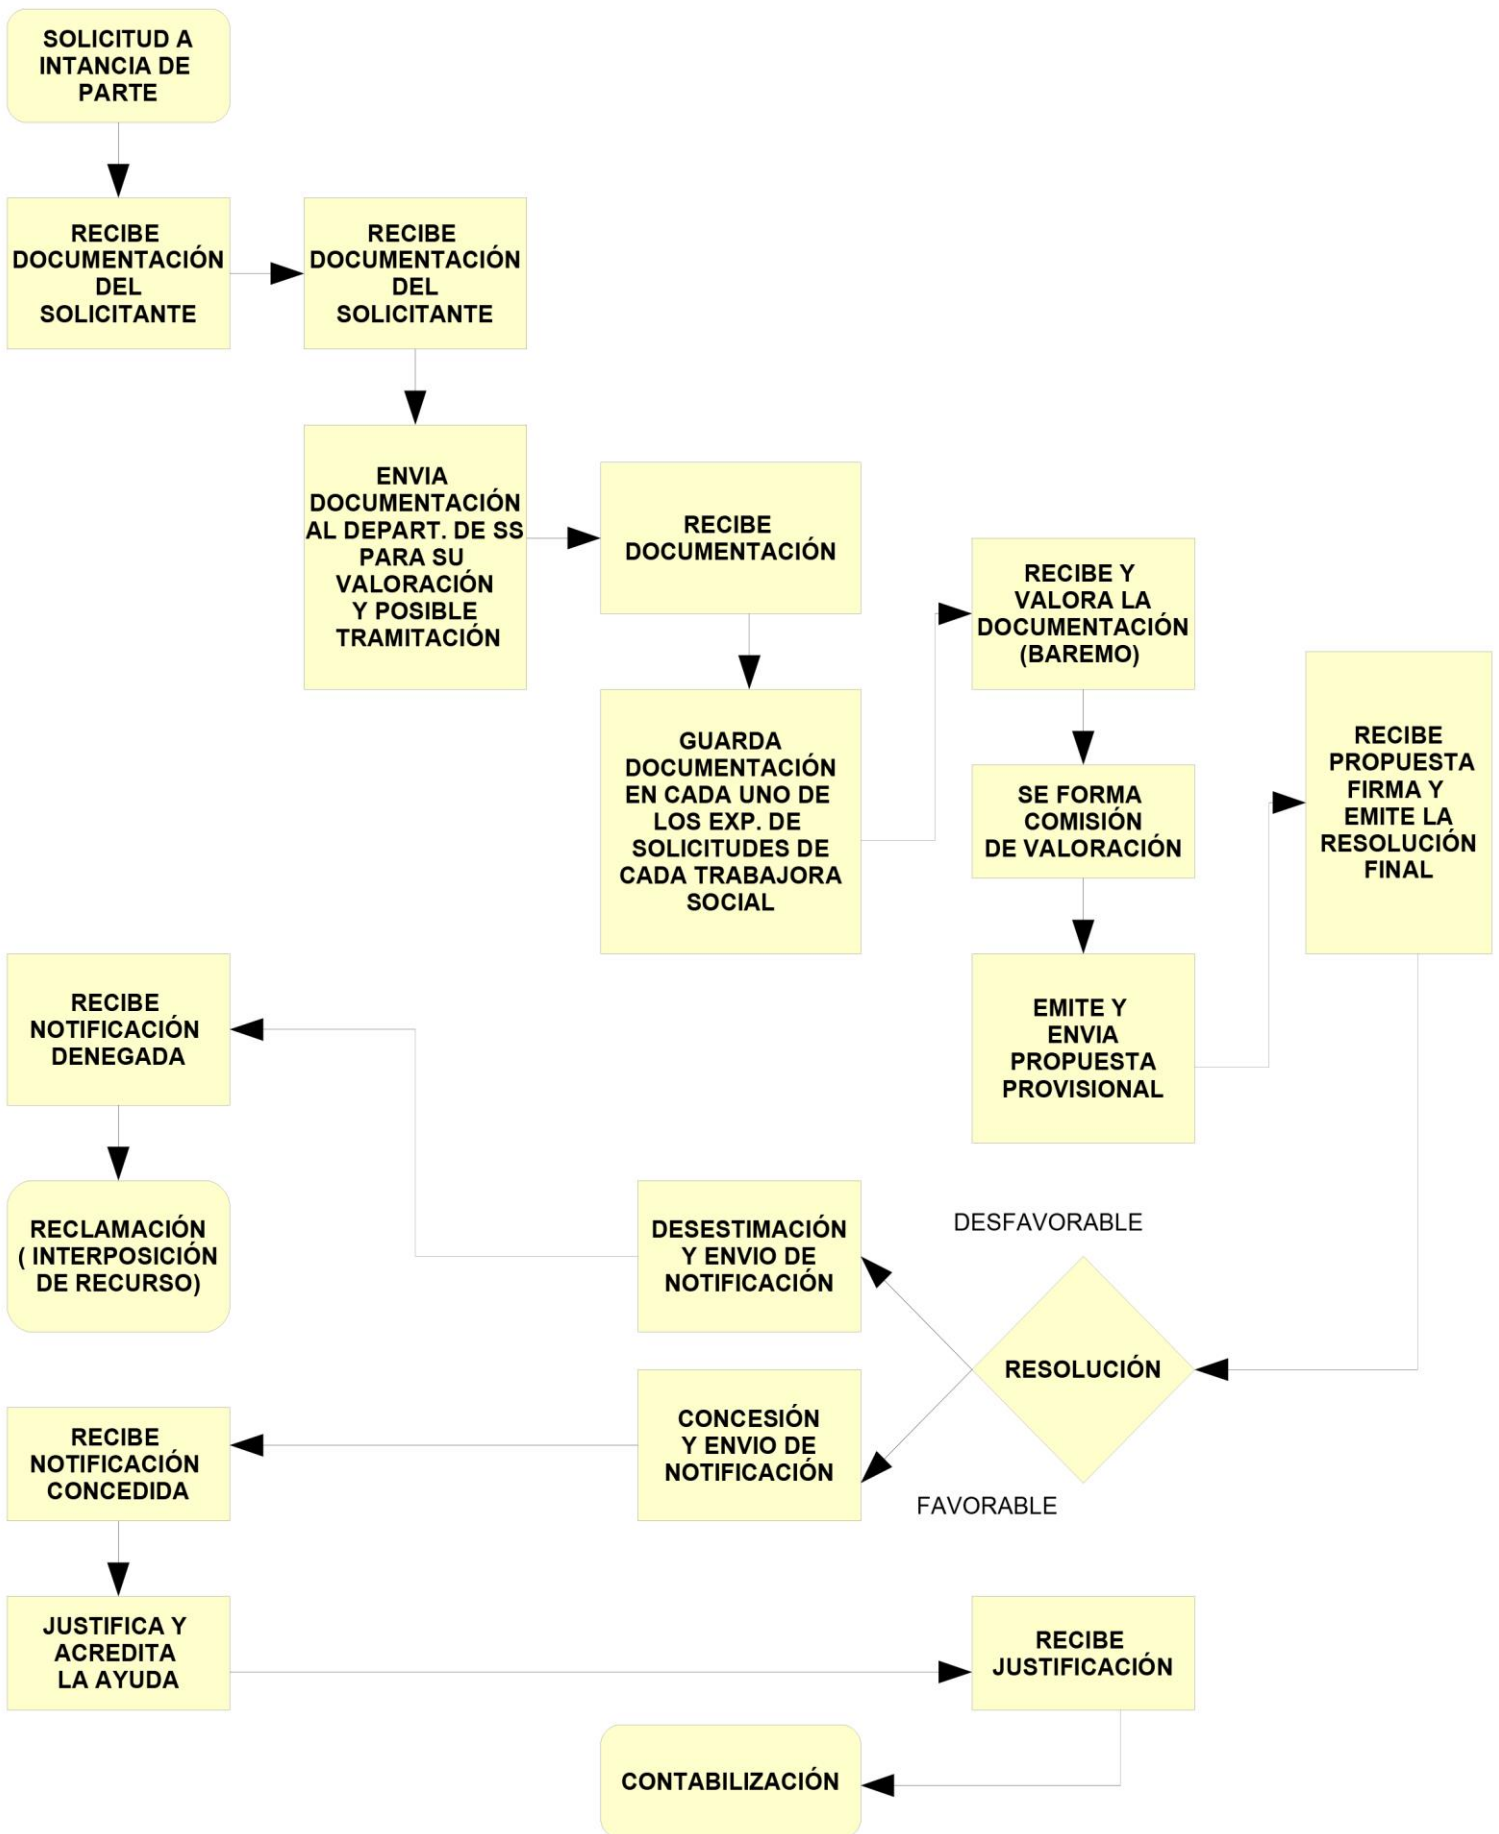 SOLICITUD A
INTANCIA DE
PARTE
RECIBE
DOCUMENTACIÓN
DEL
SOLICITANTE
RECIBE
DOCUMENTACIÓN
DEL
SOLICITANTE
ENVIA
DOCUMENTACIÓN
AL DEPART. DE SS
PARA SU
VALORACIÓN
Y POSIBLE
TRAMITACIÓN
RECIBE
DOCUMENTACIÓN
GUARDA
DOCUMENTACIÓN
EN CADA UNO DE
LOS EXP. DE
SOLICITUDES DE
CADA TRABAJORA
SOCIAL
RECIBE Y
VALORA LA
DOCUMENTACIÓN
(BAREMO)
SE FORMA
COMISIÓN
DE VALORACIÓN
EMITE Y
ENVIA
PROPUESTA
PROVISIONAL
RECIBE
PROPUESTA
FIRMA Y
EMITE LA
RESOLUCIÓN
FINAL
RESOLUCIÓN
DESFAVORABLE
DESESTIMACIÓN
Y ENVIO DE
NOTIFICACIÓN
RECIBE
NOTIFICACIÓN
DENEGADA
RECLAMACIÓN
( INTERPOSICIÓN
DE RECURSO)
FAVORABLE
CONCESIÓN
Y ENVIO DE
NOTIFICACIÓN
RECIBE
NOTIFICACIÓN
CONCEDIDA
JUSTIFICA Y
ACREDITA
LA AYUDA
RECIBE
JUSTIFICACIÓN
CONTABILIZACIÓN